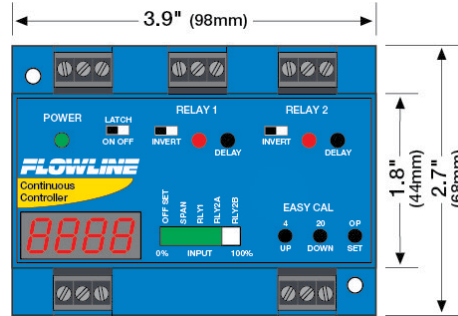 3.9" (98mm)
POWER
LATCH
ON OFF
RELAY 1
INVERT
DELAY
RELAY 2
INVERT
DELAY
FLOWLINE
Continuous
Controller
8888
OFF SET
SPAN
RLY1
RLY2A
RLY2B
0% INPUT 100%
EASY CAL
4 20 OP
UP DOWN SET
1.8"
(44mm)
2.7"
(68mm)